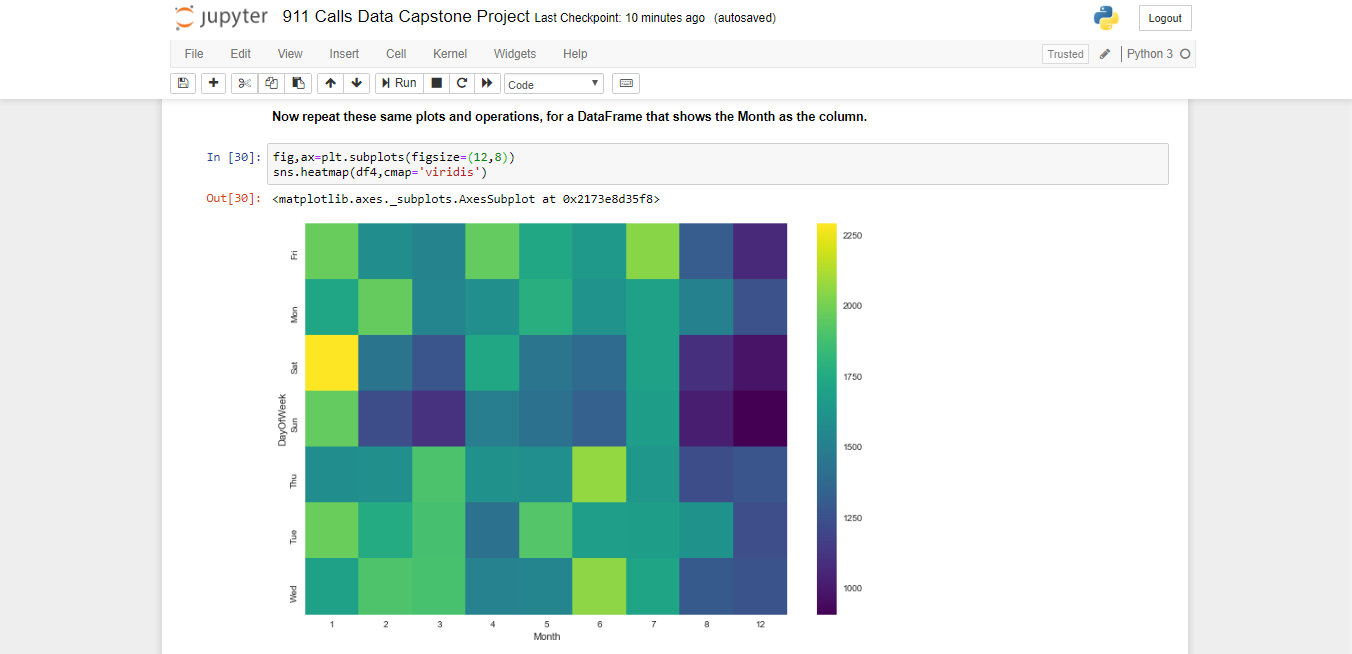 jupyter 911 Calls Data Capstone Project Last Checkpoint: 10 minutes ago (autosaved)
Logout
File Edit View Insert Cell Kernel Widgets Help
Trusted Python 3
Run Code
Now repeat these same plots and operations, for a DataFrame that shows the Month as the column.
In [30]: fig,ax=plt.subplots(figsize=(12,8))
sns.heatmap(df4,cmap='viridis')
Out[30]: <matplotlib.axes._subplots.AxesSubplot at 0x2173e8d35f8>
DayOfWeek
Fri
Mon
Sat
Sun
Thu
Tue
Wed
1 2 3 4 5 6 7 8 12
Month
2250
2000
1750
1500
1250
1000